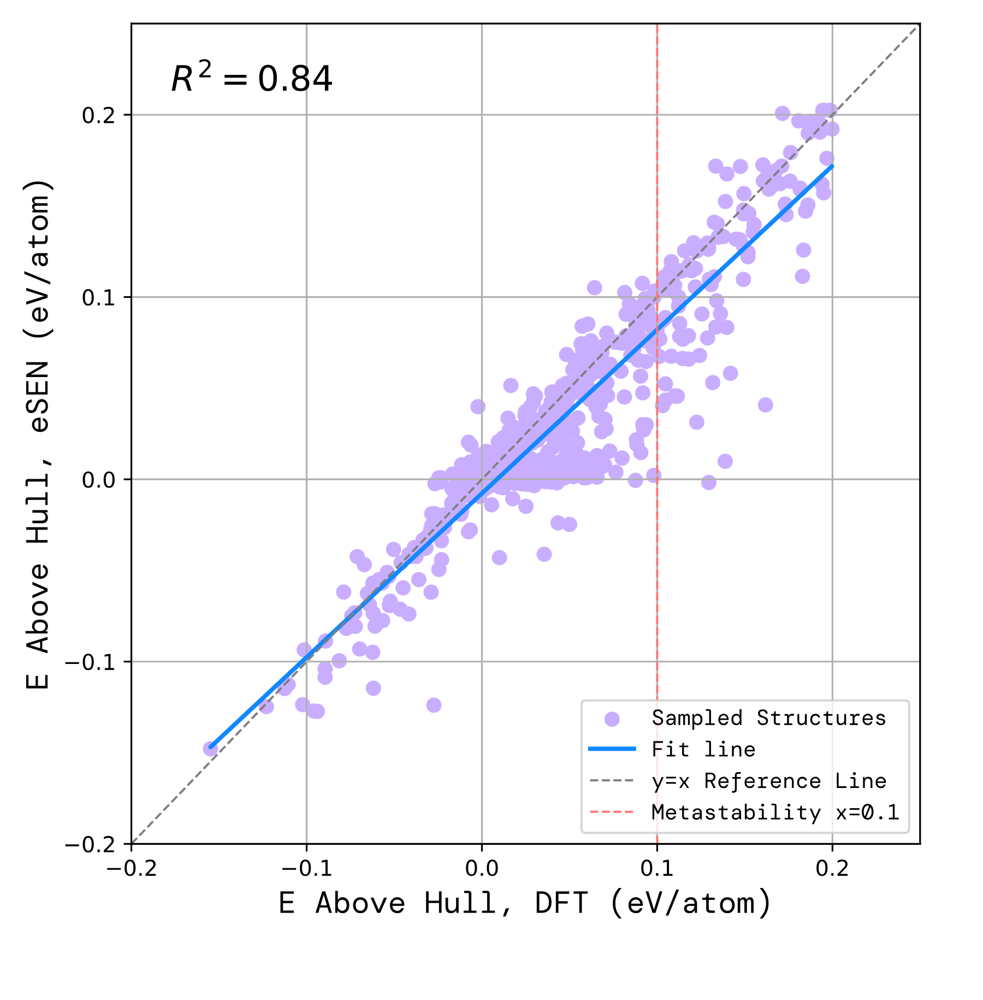 R² = 0.84
E Above Hull, eSEN (eV/atom)
0.2
0.1
0.0
−0.1
−0.2
−0.2 −0.1 0.0 0.1 0.2
E Above Hull, DFT (eV/atom)
Sampled Structures
Fit line
y=x Reference Line
Metastability x=0.1